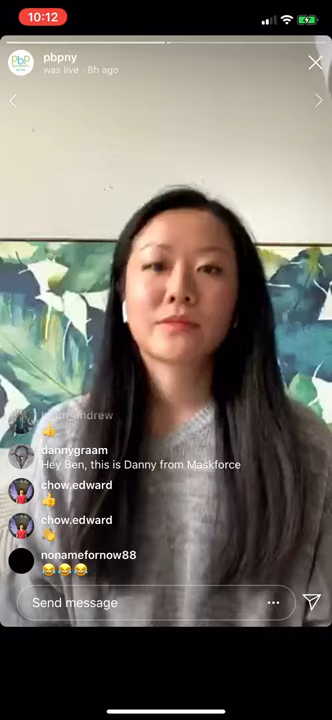 10:12
PbP
pbpny
was live · 8h ago
dannygraam
Hey Ben, this is Danny from Maskforce
chow.edward
👍
chow.edward
👋
nonamefornow88
😂😂😂
Send message